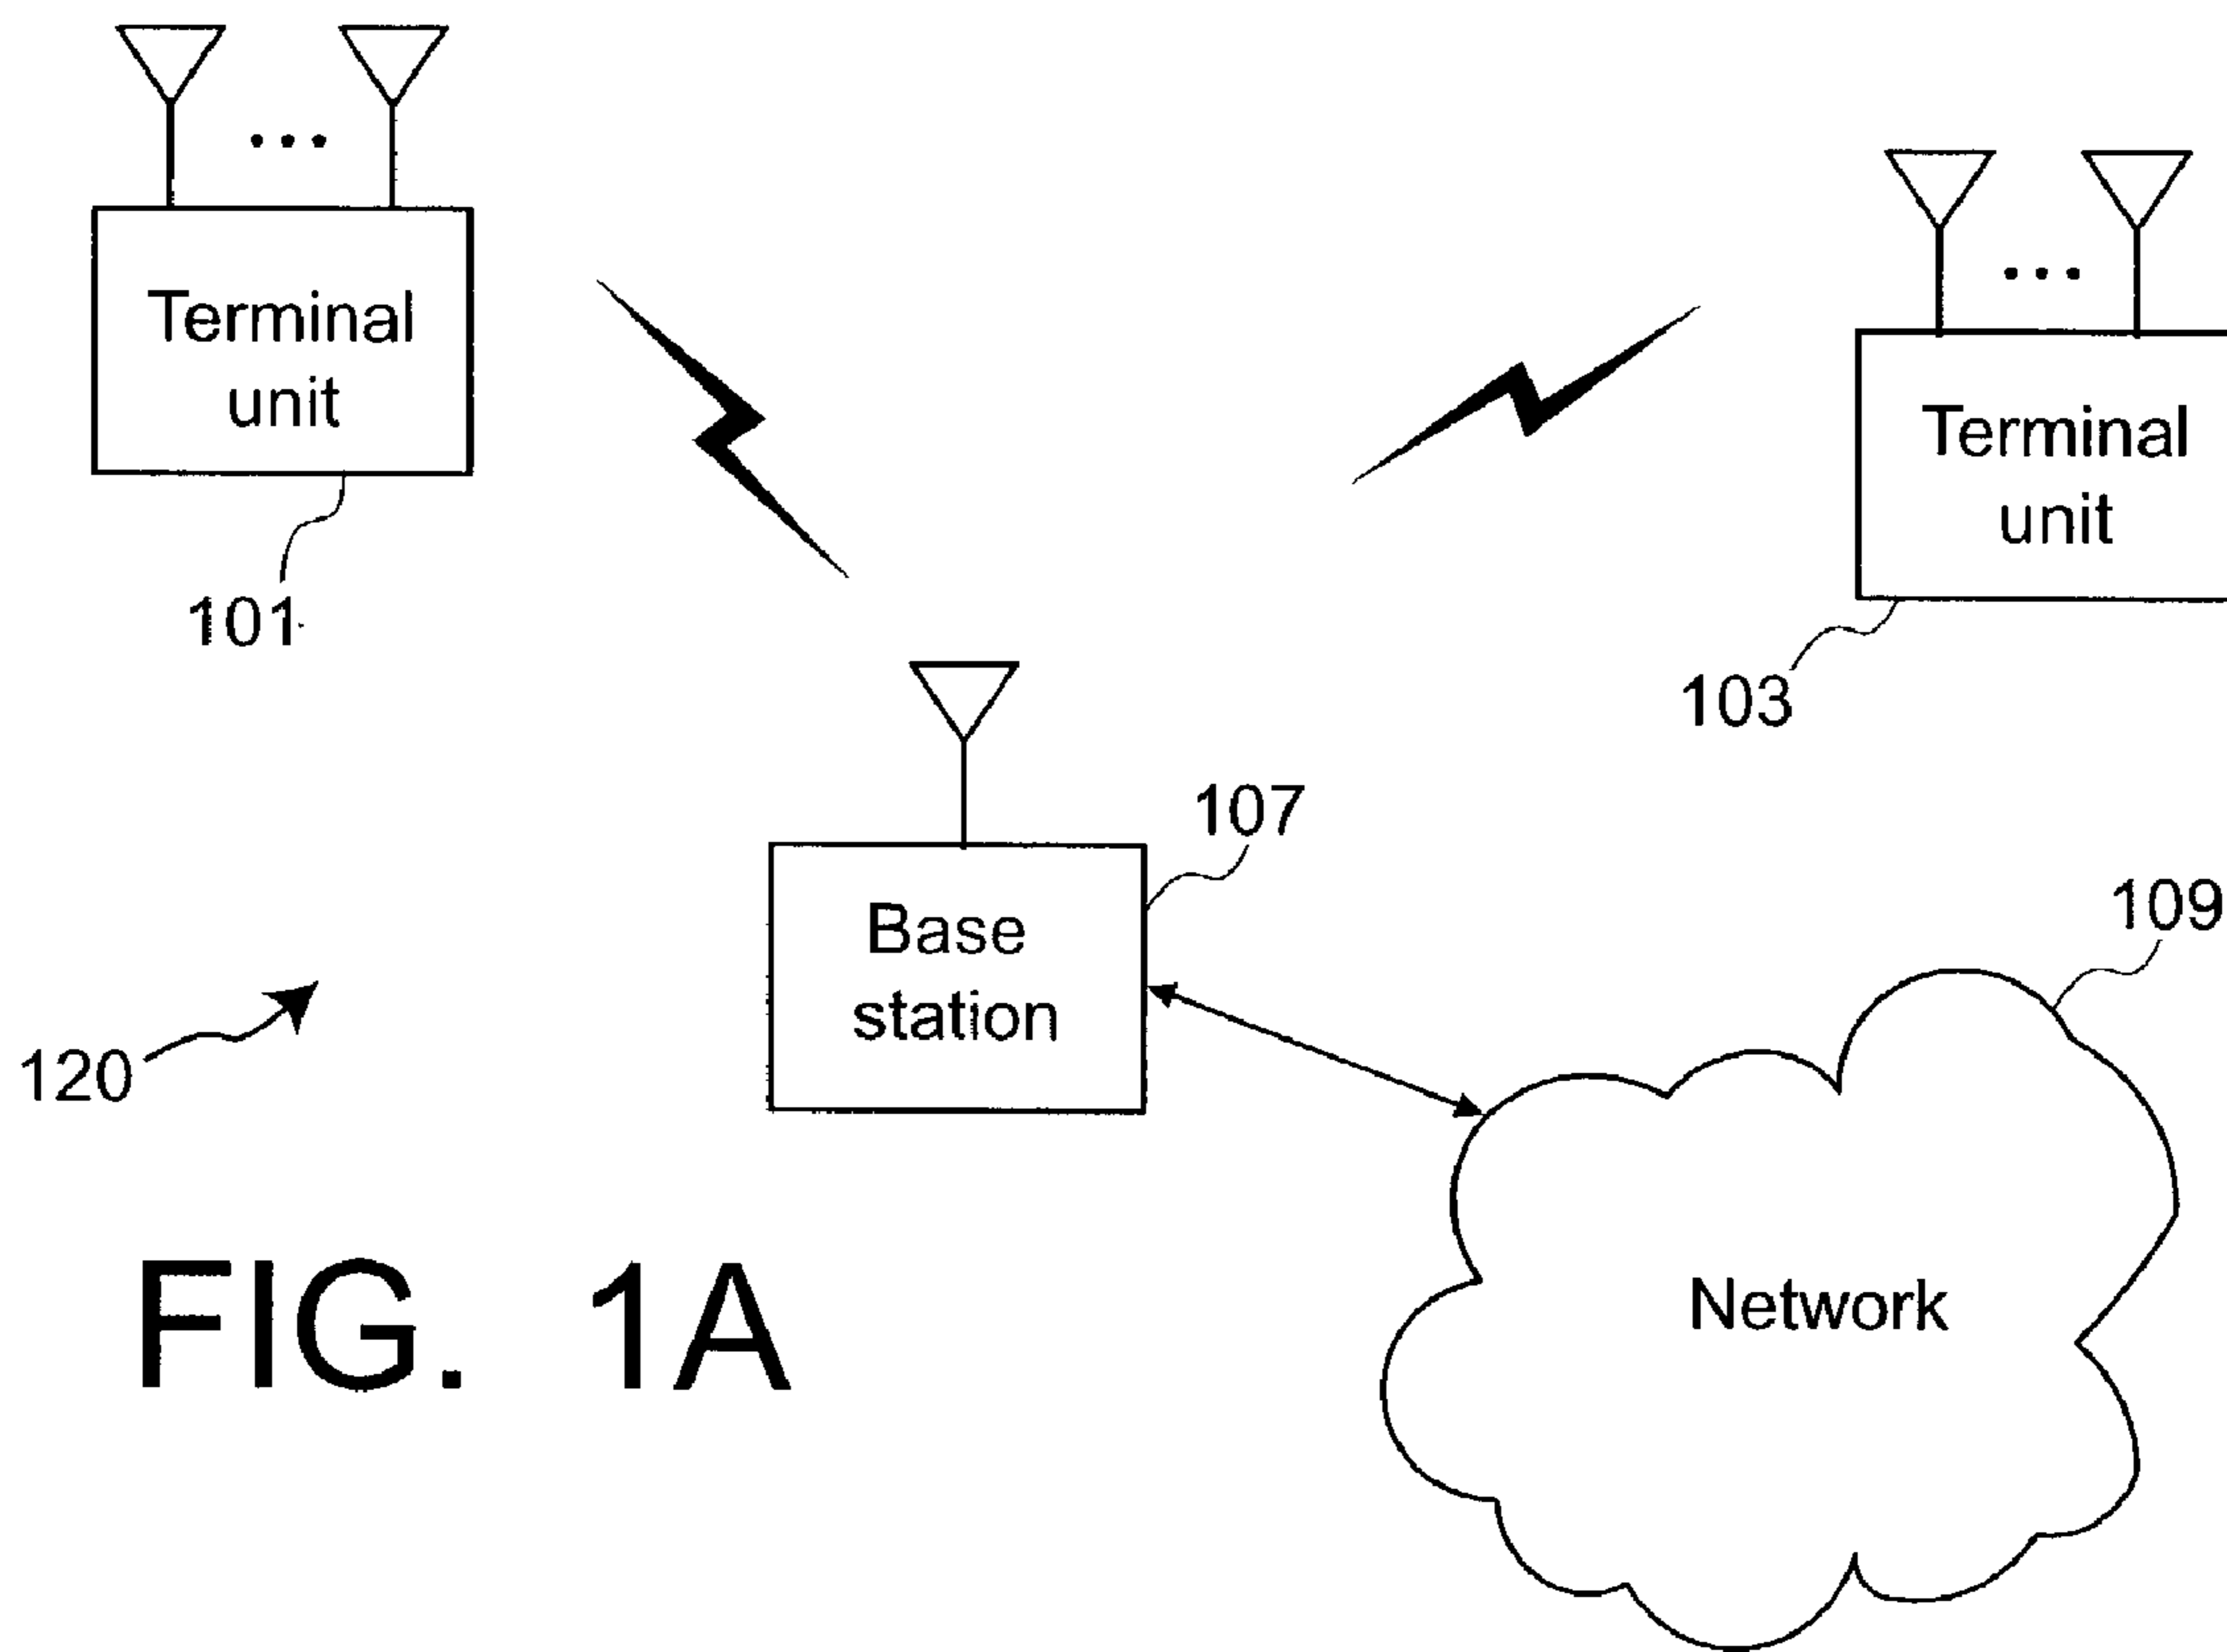 Terminal
unit
101
Terminal
unit
103
107
Base
station
109
120
Network
FIG. 1A